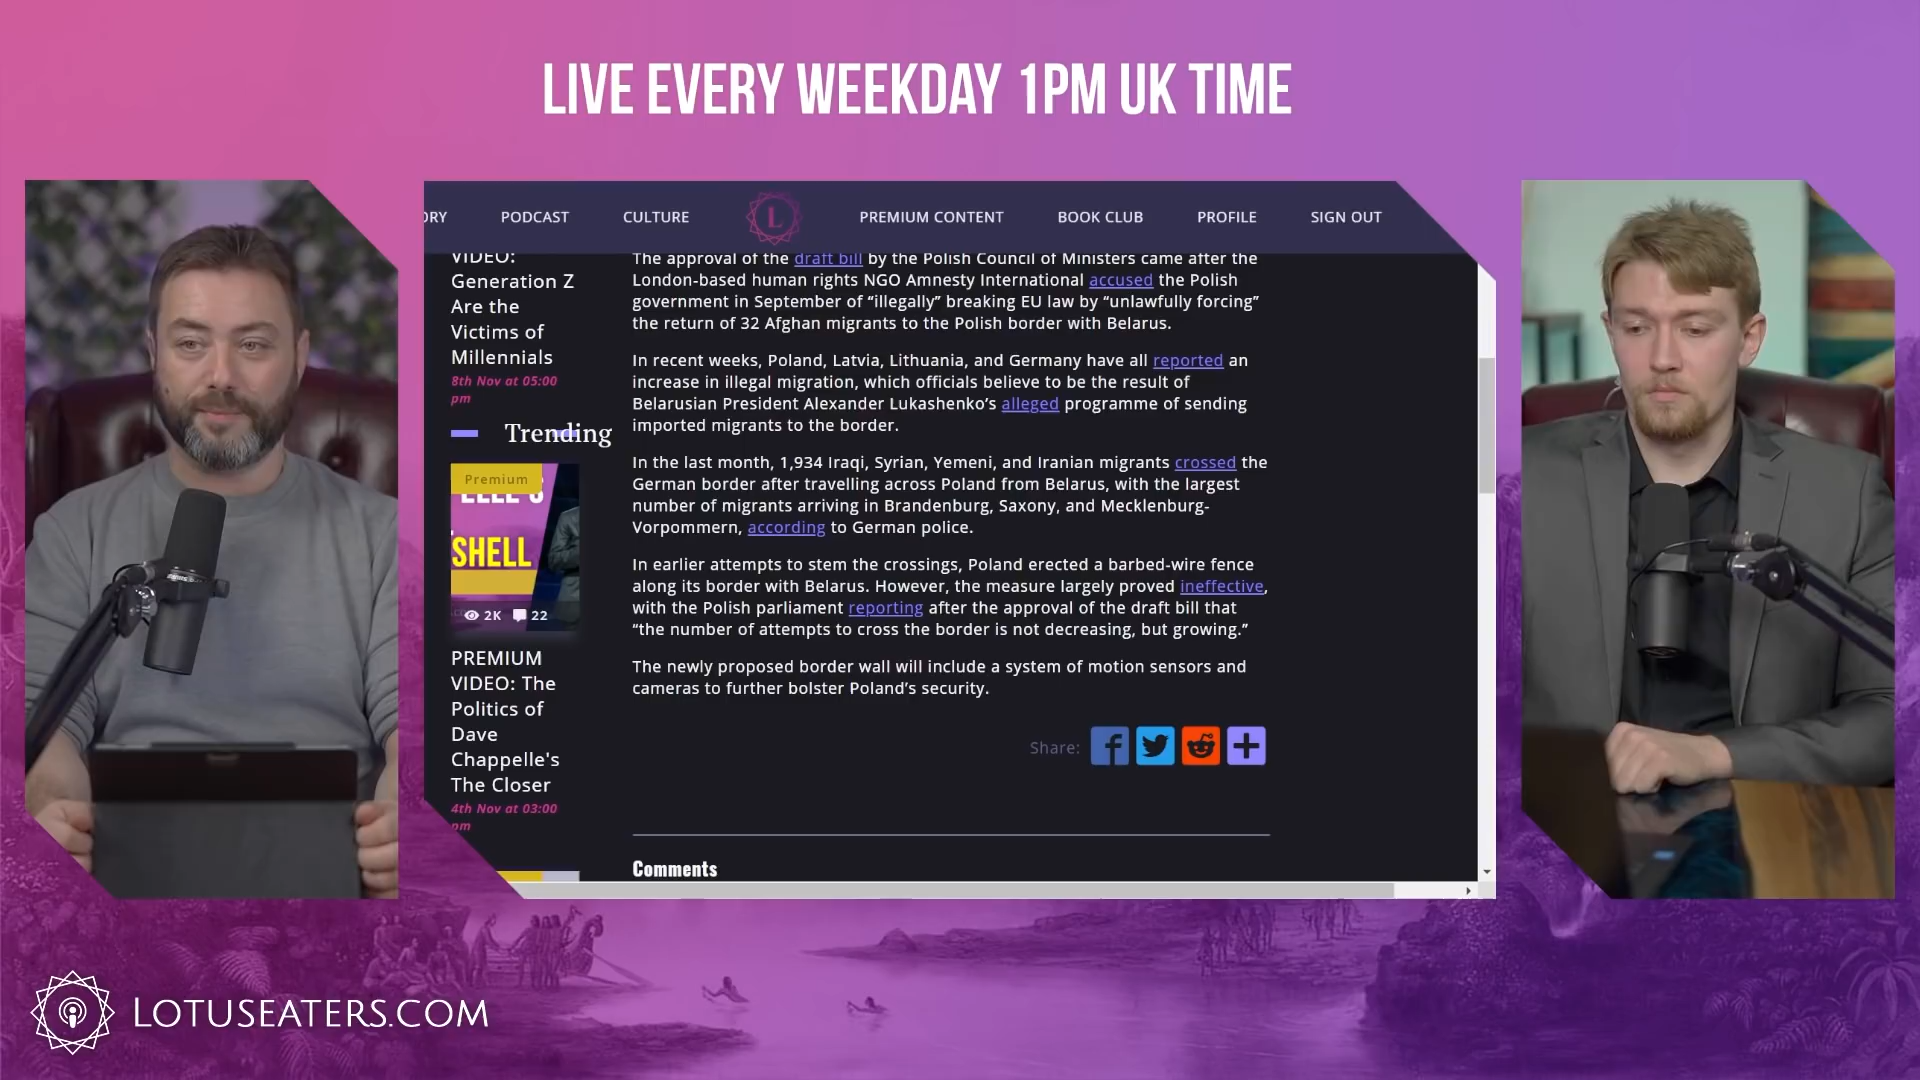 LIVE EVERY WEEKDAY 1PM UK TIME
ORY PODCAST CULTURE L PREMIUM CONTENT BOOK CLUB PROFILE SIGN OUT
VIDEO:
Generation Z
Are the
Victims of
Millennials
8th Nov at 05:00
pm
Trending
Premium
SHELL
2K 22
PREMIUM
VIDEO: The
Politics of
Dave
Chappelle's
The Closer
4th Nov at 03:00
pm
The approval of the draft bill by the Polish Council of Ministers came after the
London-based human rights NGO Amnesty International accused the Polish
government in September of “illegally” breaking EU law by “unlawfully forcing”
the return of 32 Afghan migrants to the Polish border with Belarus.
In recent weeks, Poland, Latvia, Lithuania, and Germany have all reported an
increase in illegal migration, which officials believe to be the result of
Belarusian President Alexander Lukashenko’s alleged programme of sending
imported migrants to the border.
In the last month, 1,934 Iraqi, Syrian, Yemeni, and Iranian migrants crossed the
German border after travelling across Poland from Belarus, with the largest
number of migrants arriving in Brandenburg, Saxony, and Mecklenburg-
Vorpommern, according to German police.
In earlier attempts to stem the crossings, Poland erected a barbed-wire fence
along its border with Belarus. However, the measure largely proved ineffective,
with the Polish parliament reporting after the approval of the draft bill that
“the number of attempts to cross the border is not decreasing, but growing.”
The newly proposed border wall will include a system of motion sensors and
cameras to further bolster Poland’s security.
Share:
Comments
LOTUSEATERS.COM